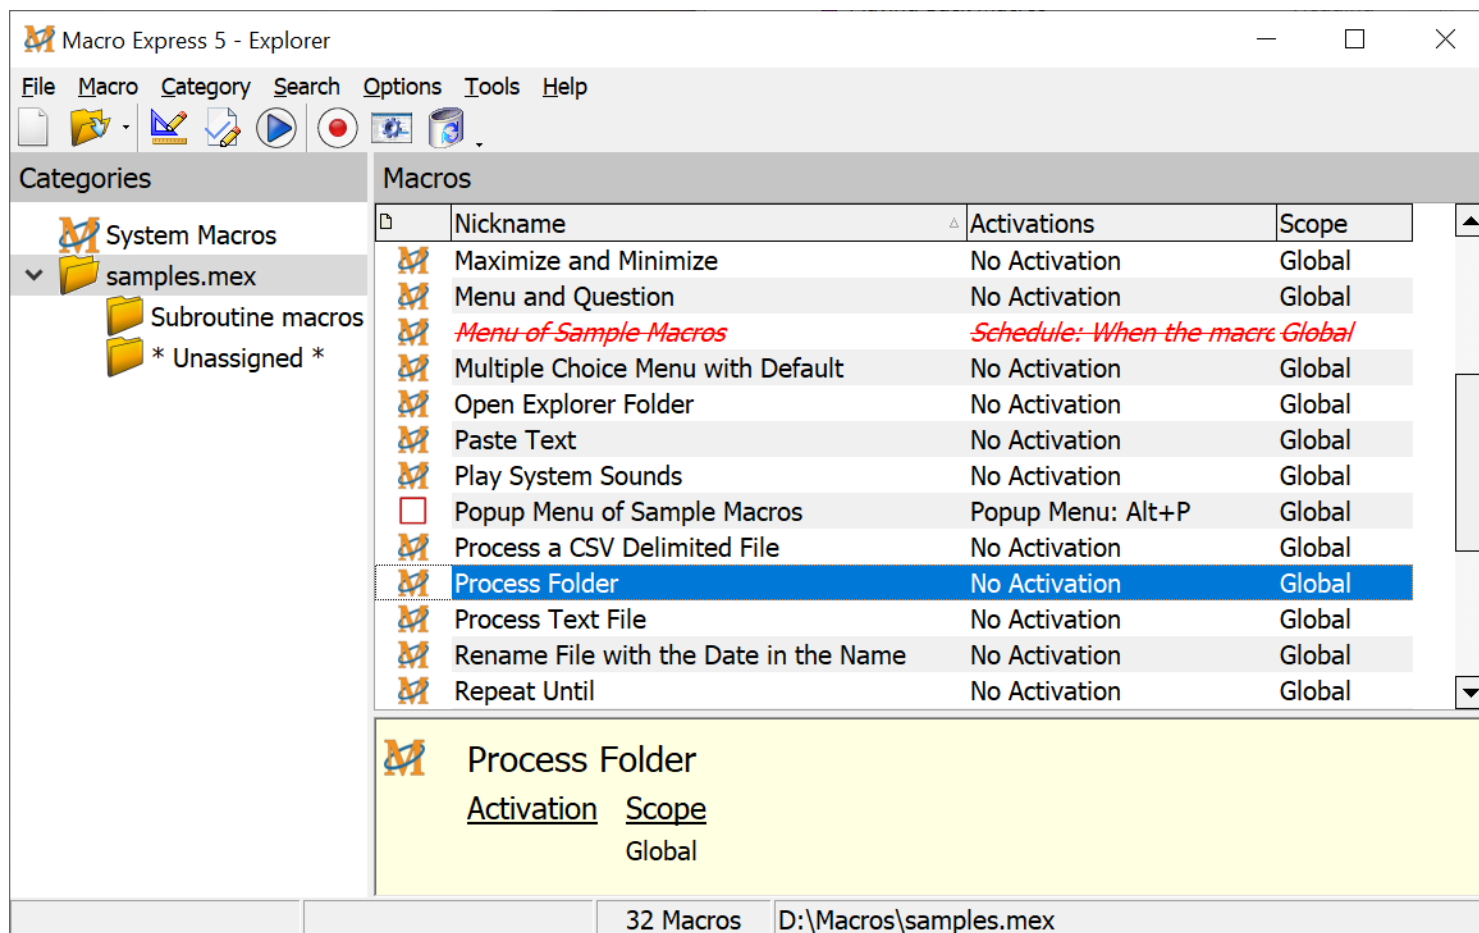 Macro Express 5 - Explorer
File Macro Category Search Options Tools Help
Categories
System Macros
samples.mex
Subroutine macros
* Unassigned *
Macros
Nickname Activations Scope
Maximize and Minimize No Activation Global
Menu and Question No Activation Global
Menu of Sample Macros Schedule: When the macro Global
Multiple Choice Menu with Default No Activation Global
Open Explorer Folder No Activation Global
Paste Text No Activation Global
Play System Sounds No Activation Global
Popup Menu of Sample Macros Popup Menu: Alt+P Global
Process a CSV Delimited File No Activation Global
Process Folder No Activation Global
Process Text File No Activation Global
Rename File with the Date in the Name No Activation Global
Repeat Until No Activation Global
Process Folder
Activation Scope
Global
32 Macros D:\Macros\samples.mex